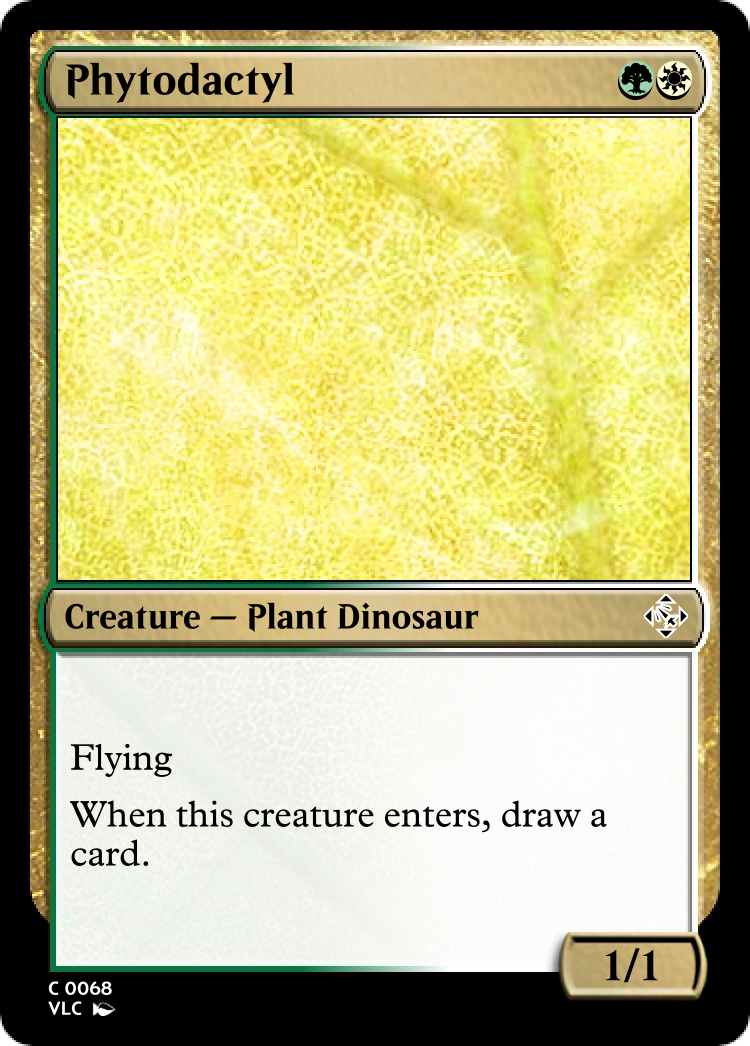 Phytodactyl
Creature — Plant Dinosaur
Flying
When this creature enters, draw a
card.
1/1
C 0068
VLC